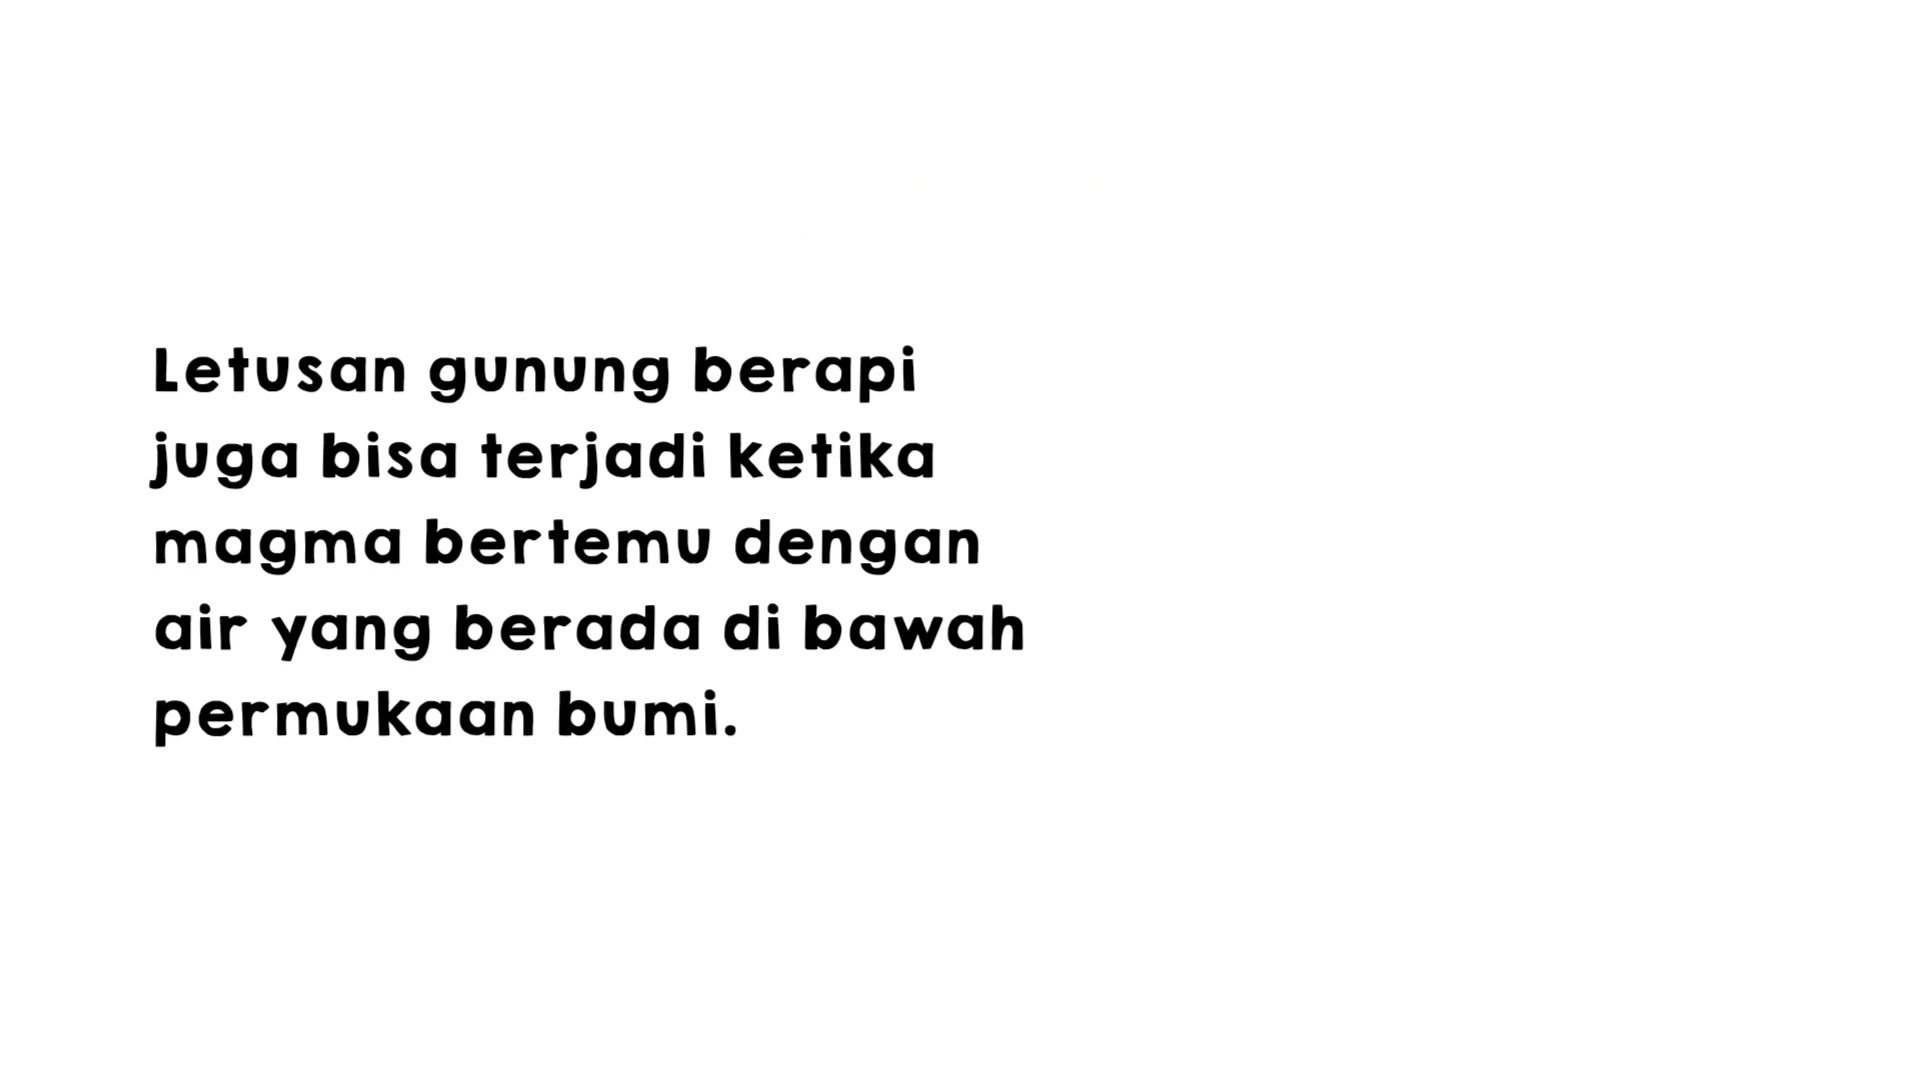 Letusan gunung berapi
juga bisa terjadi ketika
magma bertemu dengan
air yang berada di bawah
permukaan bumi.